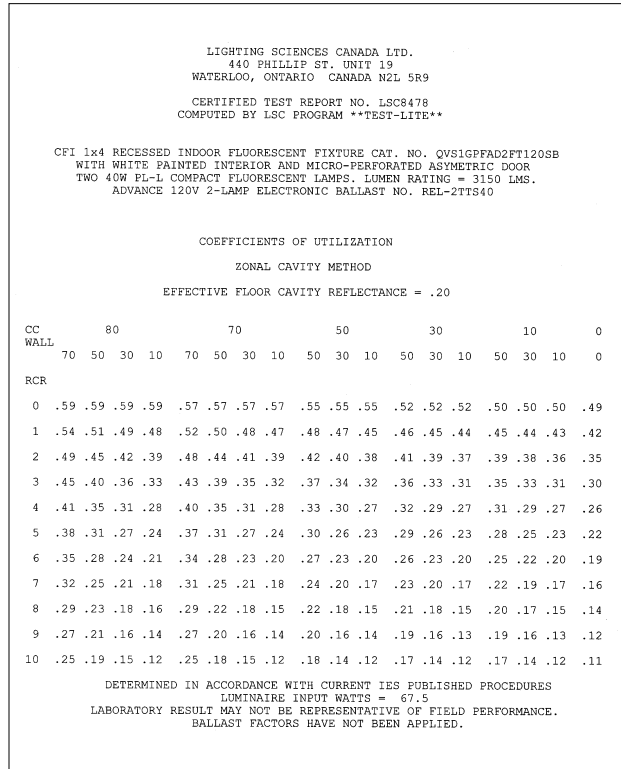 LIGHTING SCIENCES CANADA LTD.
440 PHILLIP ST. UNIT 19
WATERLOO, ONTARIO CANADA N2L 5R9
CERTIFIED TEST REPORT NO. LSC8478
COMPUTED BY LSC PROGRAM **TEST-LITE**
CFI 1x4 RECESSED INDOOR FLUORESCENT FIXTURE CAT. NO. QVS1GPFAD2FT120SB
WITH WHITE PAINTED INTERIOR AND MICRO-PERFORATED ASYMETRIC DOOR
TWO 40W PL-L COMPACT FLUORESCENT LAMPS. LUMEN RATING = 3150 LMS.
ADVANCE 120V 2-LAMP ELECTRONIC BALLAST NO. REL-2TTS40
COEFFICIENTS OF UTILIZATION
ZONAL CAVITY METHOD
EFFECTIVE FLOOR CAVITY REFLECTANCE = .20
CC 80 70 50 30 10 0
WALL
70 50 30 10 70 50 30 10 50 30 10 50 30 10 50 30 10 0
RCR
0 .59 .59 .59 .59 .57 .57 .57 .57 .55 .55 .55 .52 .52 .52 .50 .50 .50 .49
1 .54 .51 .49 .48 .52 .50 .48 .47 .48 .47 .45 .46 .45 .44 .45 .44 .43 .42
2 .49 .45 .42 .39 .48 .44 .41 .39 .42 .40 .38 .41 .39 .37 .39 .38 .36 .35
3 .45 .40 .36 .33 .43 .39 .35 .32 .37 .34 .32 .36 .33 .31 .35 .33 .31 .30
4 .41 .35 .31 .28 .40 .35 .31 .28 .33 .30 .27 .32 .29 .27 .31 .29 .27 .26
5 .38 .31 .27 .24 .37 .31 .27 .24 .30 .26 .23 .29 .26 .23 .28 .25 .23 .22
6 .35 .28 .24 .21 .34 .28 .23 .20 .27 .23 .20 .26 .23 .20 .25 .22 .20 .19
7 .32 .25 .21 .18 .31 .25 .21 .18 .24 .20 .17 .23 .20 .17 .22 .19 .17 .16
8 .29 .23 .18 .16 .29 .22 .18 .15 .22 .18 .15 .21 .18 .15 .20 .17 .15 .14
9 .27 .21 .16 .14 .27 .20 .16 .14 .20 .16 .14 .19 .16 .13 .19 .16 .13 .12
10 .25 .19 .15 .12 .25 .18 .15 .12 .18 .14 .12 .17 .14 .12 .17 .14 .12 .11
DETERMINED IN ACCORDANCE WITH CURRENT IES PUBLISHED PROCEDURES
LUMINAIRE INPUT WATTS = 67.5
LABORATORY RESULT MAY NOT BE REPRESENTATIVE OF FIELD PERFORMANCE.
BALLAST FACTORS HAVE NOT BEEN APPLIED.